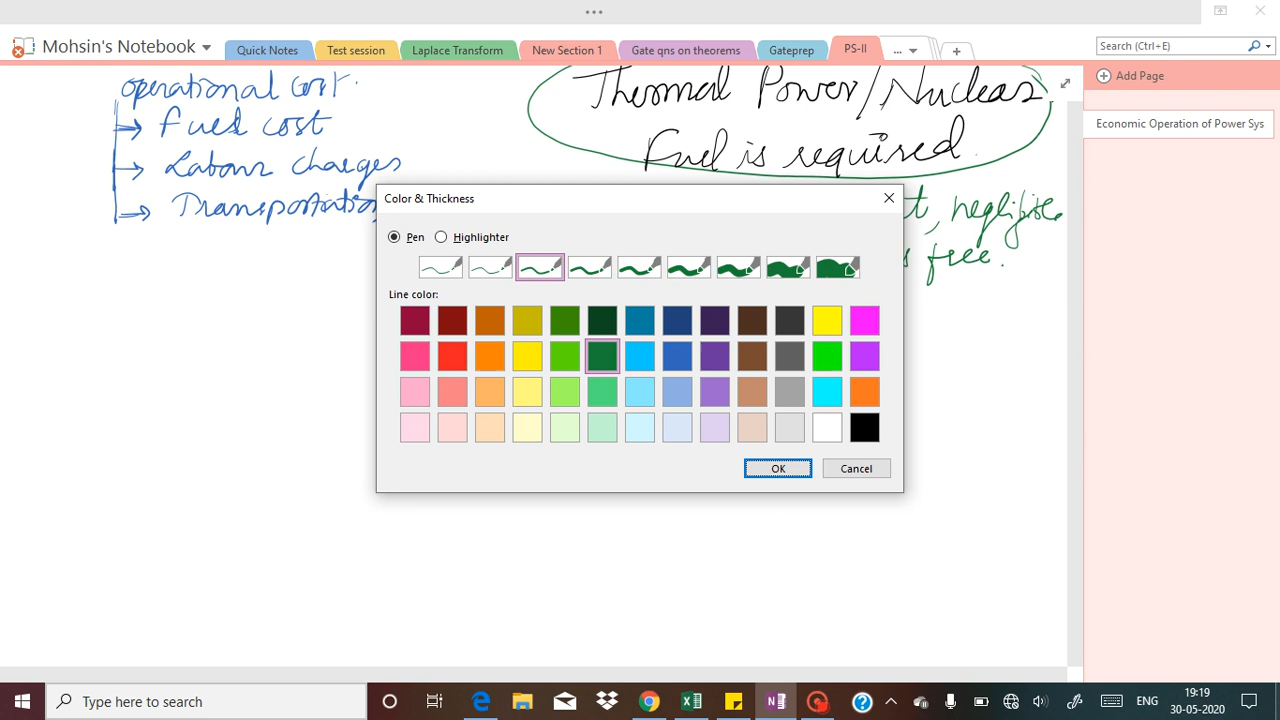 Mohsin's Notebook
Quick Notes
Test session
Laplace Transform
New Section 1
Gate qns on theorems
Gateprep
PS-II
...
Search (Ctrl+E)
Add Page
Economic Operation of Power Sys
operational cost.
→ Fuel cost
→ Labour charges
→ Transportation
Thermal Power/Nuclear
Fuel is required
negligible
free.
Color & Thickness
Pen
Highlighter
Line color:
OK
Cancel
Type here to search
ENG
19:19
30-05-2020